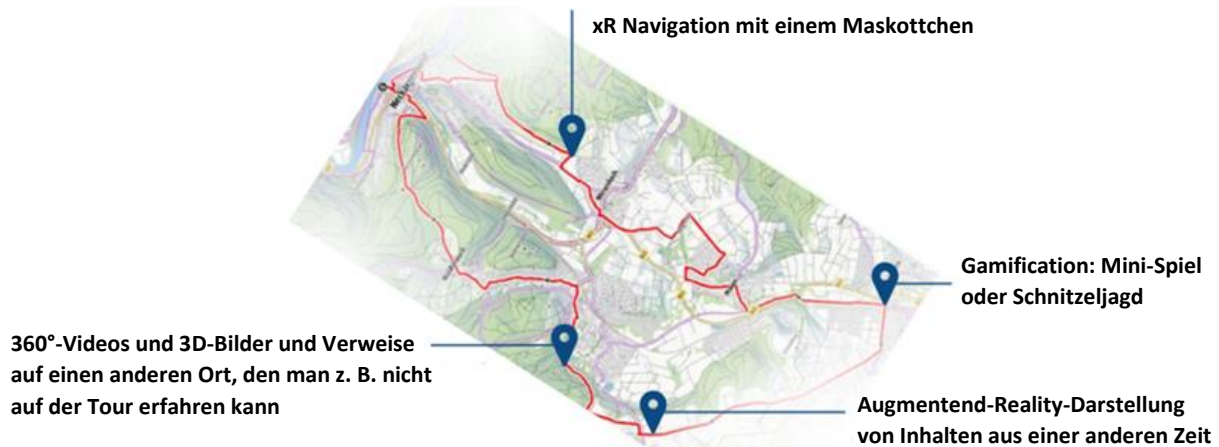 xR Navigation mit einem Maskottchen
Gamification: Mini-Spiel
oder Schnitzeljagd
360°-Videos und 3D-Bilder und Verweise
auf einen anderen Ort, den man z. B. nicht
auf der Tour erfahren kann
Augmentend-Reality-Darstellung
von Inhalten aus einer anderen Zeit